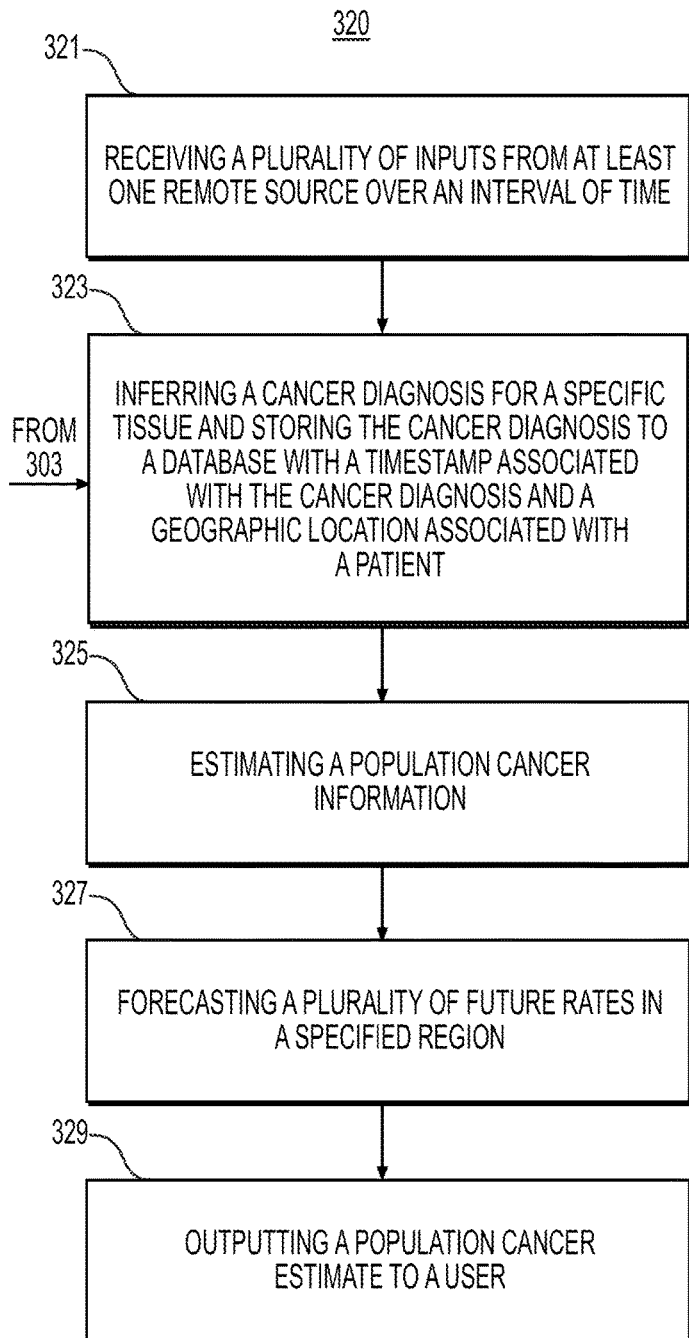 320
321
RECEIVING A PLURALITY OF INPUTS FROM AT LEAST
ONE REMOTE SOURCE OVER AN INTERVAL OF TIME
323
FROM
303
INFERRING A CANCER DIAGNOSIS FOR A SPECIFIC
TISSUE AND STORING THE CANCER DIAGNOSIS TO
A DATABASE WITH A TIMESTAMP ASSOCIATED
WITH THE CANCER DIAGNOSIS AND A
GEOGRAPHIC LOCATION ASSOCIATED WITH
A PATIENT
325
ESTIMATING A POPULATION CANCER
INFORMATION
327
FORECASTING A PLURALITY OF FUTURE RATES IN
A SPECIFIED REGION
329
OUTPUTTING A POPULATION CANCER
ESTIMATE TO A USER